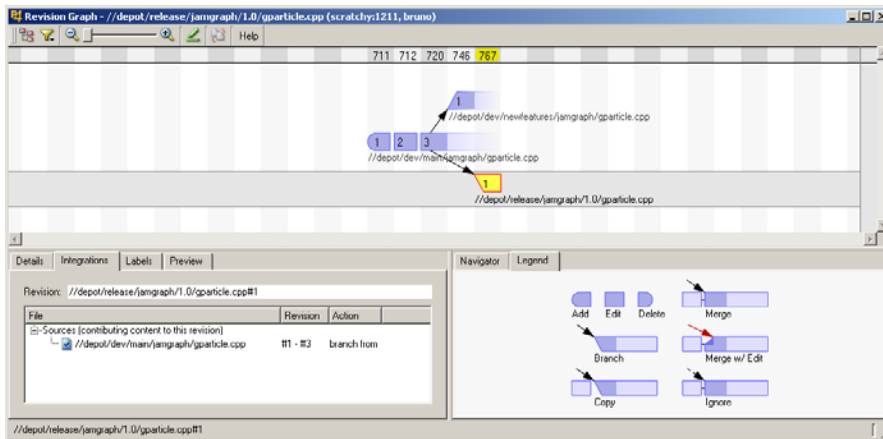 Revision Graph - //depot/release/jamgraph/1.0/gparticle.cpp (scratchy:1211, bruno)
Help
711 712 720 746 767
1
//depot/dev/newfeatures/jamgraph/gparticle.cpp
1 2 3
//depot/dev/main/jamgraph/gparticle.cpp
1
//depot/release/jamgraph/1.0/gparticle.cpp
Details Integrations Labels Preview
Navigator Legend
Revision: //depot/release/jamgraph/1.0/gparticle.cpp#1
File Revision Action
Sources (contributing content to this revision)
//depot/dev/main/jamgraph/gparticle.cpp #1 - #3 branch from
Add Edit Delete Merge
Branch Merge w/ Edit
Copy Ignore
//depot/release/jamgraph/1.0/gparticle.cpp#1